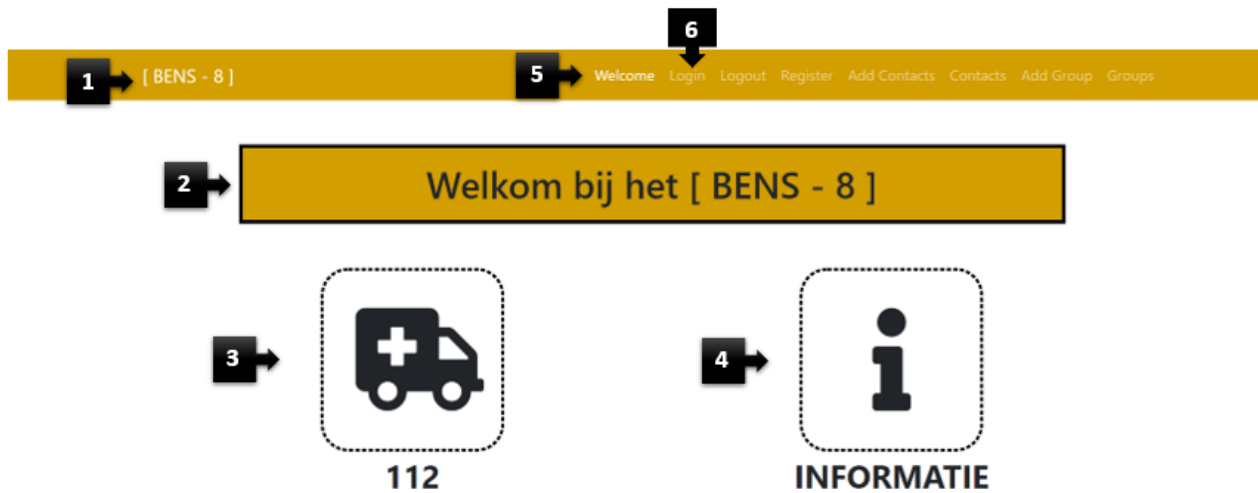 6
1 [ BENS - 8 ] 5 Welcome Login Logout Register Add Contacts Contacts Add Group Groups
2 Welkom bij het [ BENS - 8 ]
3 4
112 INFORMATIE